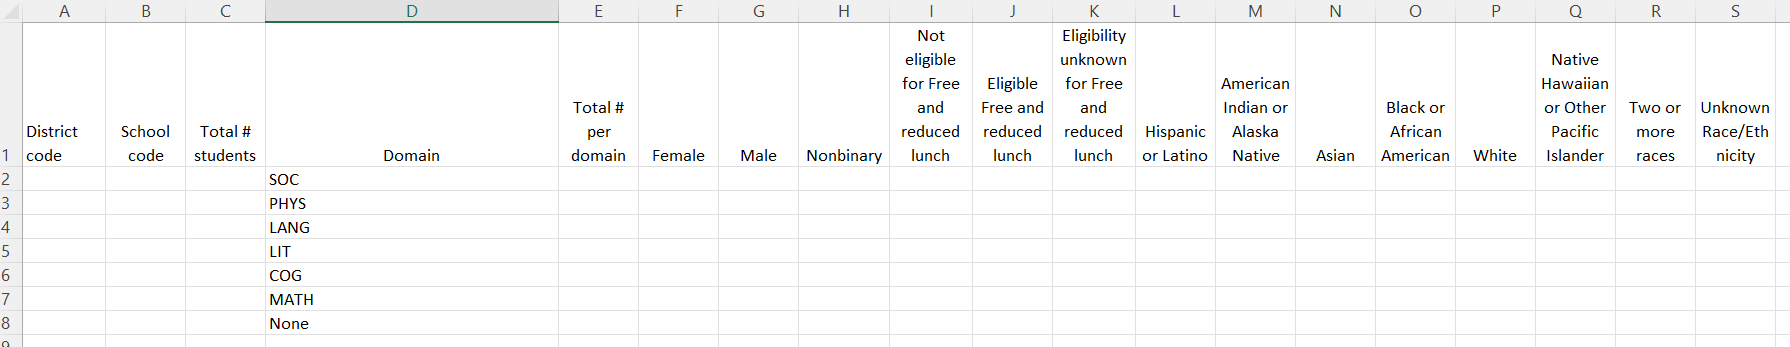 A B C D E F G H I J K L M N O P Q R S
1
District
code
School
code
Total #
students
Domain
Total #
per
domain
Female
Male
Nonbinary
Not
eligible
for Free
and
reduced
lunch
Eligible
Free and
reduced
lunch
Eligibility
unknown
for Free
and
reduced
lunch
Hispanic
or Latino
American
Indian or
Alaska
Native
Asian
Black or
African
American
White
Native
Hawaiian
or Other
Pacific
Islander
Two or
more
races
Unknown
Race/Eth
nicity
2 SOC
3 PHYS
4 LANG
5 LIT
6 COG
7 MATH
8 None
9